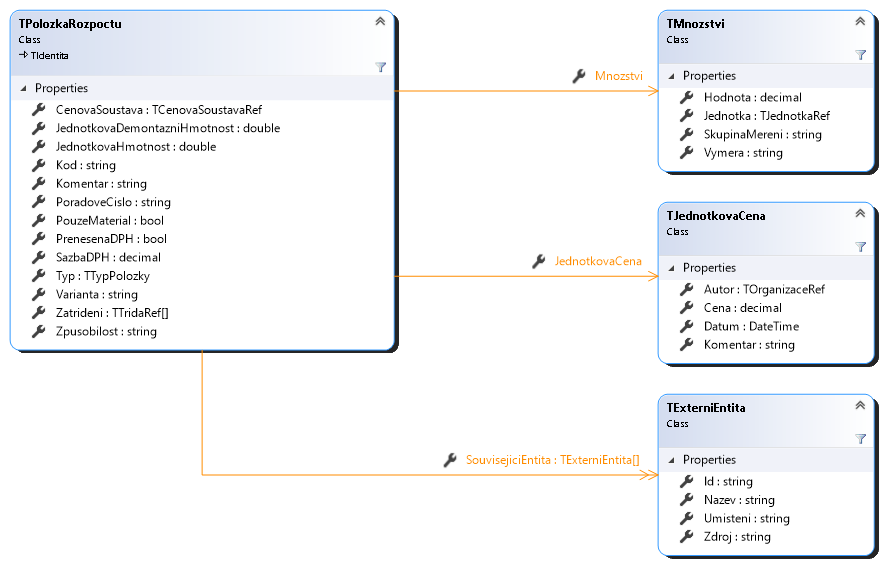 TPolozkaRozpoctu
Class
TIdentita
Properties
CenovaSoustava : TCenovaSoustavaRef
JednotkovaDemontazniHmotnost : double
JednotkovaHmotnost : double
Kod : string
Komentar : string
PoradoveCislo : string
PouzeMaterial : bool
PrenesenaDPH : bool
SazbaDPH : decimal
Typ : TTypPolozky
Varianta : string
Zatrideni : TTridaRef[]
Zpusobilost : string
Mnozstvi
TMnozstvi
Class
Properties
Hodnota : decimal
Jednotka : TJednotkaRef
SkupinaMereni : string
Vymera : string
JednotkovaCena
TJednotkovaCena
Class
Properties
Autor : TOrganizaceRef
Cena : decimal
Datum : DateTime
Komentar : string
SouvisejiciEntita : TExterniEntita[]
TExterniEntita
Class
Properties
Id : string
Nazev : string
Umisteni : string
Zdroj : string